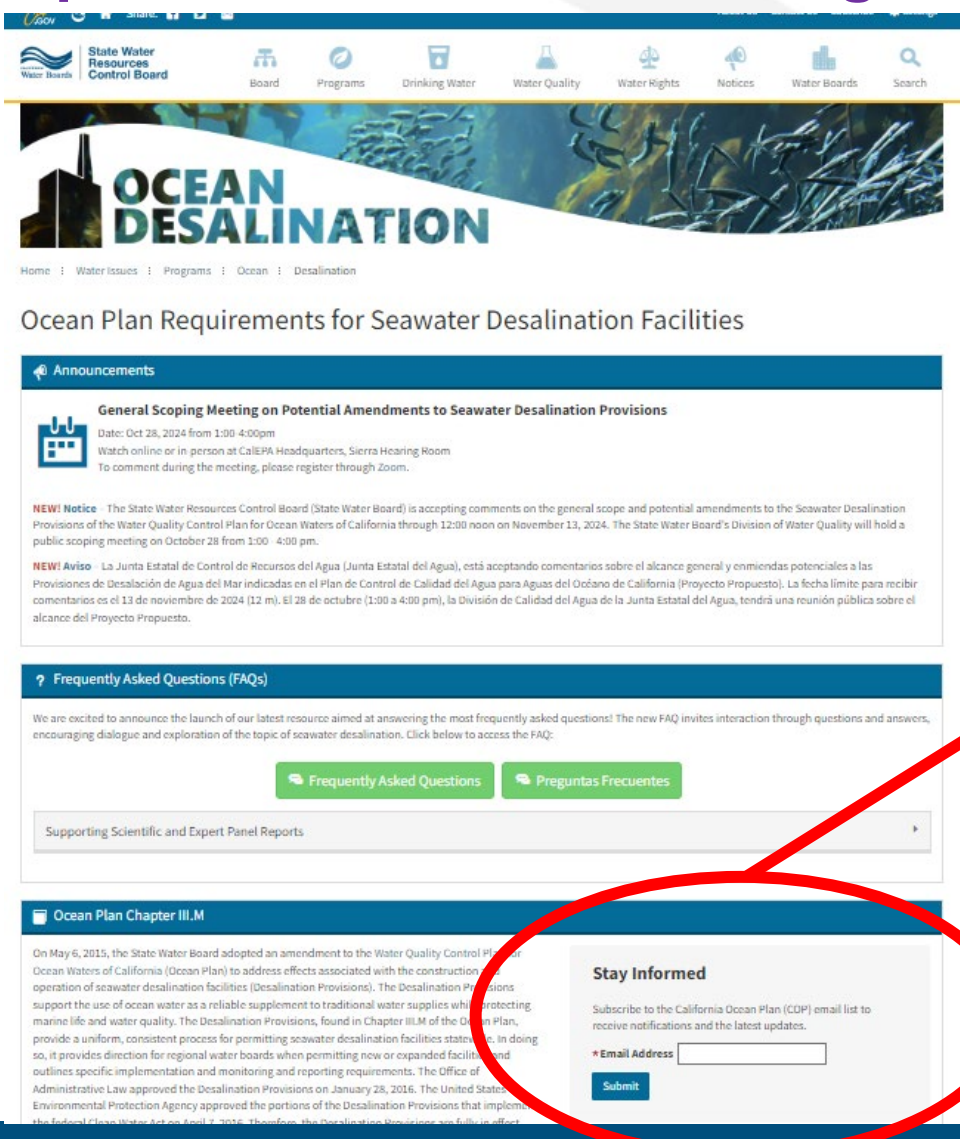 Share:
State Water
Resources
Control Board
Water Boards
Board
Programs
Drinking Water
Water Quality
Water Rights
Notices
Water Boards
Search
OCEAN
DESALINATION
Home ⋮ Water Issues ⋮ Programs ⋮ Ocean ⋮ Desalination
Ocean Plan Requirements for Seawater Desalination Facilities
Announcements
General Scoping Meeting on Potential Amendments to Seawater Desalination Provisions
Date: Oct 28, 2024 from 1:00-4:00pm
Watch online or in-person at CalEPA Headquarters, Sierra Hearing Room
To comment during the meeting, please register through Zoom.
NEW! Notice - The State Water Resources Control Board (State Water Board) is accepting comments on the general scope and potential amendments to the Seawater Desalination
Provisions of the Water Quality Control Plan for Ocean Waters of California through 12:00 noon on November 13, 2024. The State Water Board's Division of Water Quality will hold a
public scoping meeting on October 28 from 1:00 - 4:00 pm.
NEW! Aviso - La Junta Estatal de Control de Recursos del Agua (Junta Estatal del Agua), está aceptando comentarios sobre el alcance general y enmiendas potenciales a las
Provisiones de Desalación de Agua del Mar indicadas en el Plan de Control de Calidad del Agua para Aguas del Océano de California (Proyecto Propuesto). La fecha límite para recibir
comentarios es el 13 de noviembre de 2024 (12 m). El 28 de octubre (1:00 a 4:00 pm), la División de Calidad del Agua de la Junta Estatal del Agua, tendrá una reunión pública sobre el
alcance del Proyecto Propuesto.
? Frequently Asked Questions (FAQs)
We are excited to announce the launch of our latest resource aimed at answering the most frequently asked questions! The new FAQ invites interaction through questions and answers,
encouraging dialogue and exploration of the topic of seawater desalination. Click below to access the FAQ:
Frequently Asked Questions
Preguntas Frecuentes
Supporting Scientific and Expert Panel Reports
Ocean Plan Chapter III.M
On May 6, 2015, the State Water Board adopted an amendment to the Water Quality Control Plan for
Ocean Waters of California (Ocean Plan) to address effects associated with the construction and
operation of seawater desalination facilities (Desalination Provisions). The Desalination Provisions
support the use of ocean water as a reliable supplement to traditional water supplies while protecting
marine life and water quality. The Desalination Provisions, found in Chapter III.M of the Ocean Plan,
provide a uniform, consistent process for permitting seawater desalination facilities statewide. In doing
so, it provides direction for regional water boards when permitting new or expanded facilities and
outlines specific implementation and monitoring and reporting requirements. The Office of
Administrative Law approved the Desalination Provisions on January 28, 2016. The United States
Environmental Protection Agency approved the portions of the Desalination Provisions that implement
the federal Clean Water Act on April 7, 2016. Therefore, the Desalination Provisions are fully in effect
Stay Informed
Subscribe to the California Ocean Plan (COP) email list to
receive notifications and the latest updates.
*Email Address
Submit